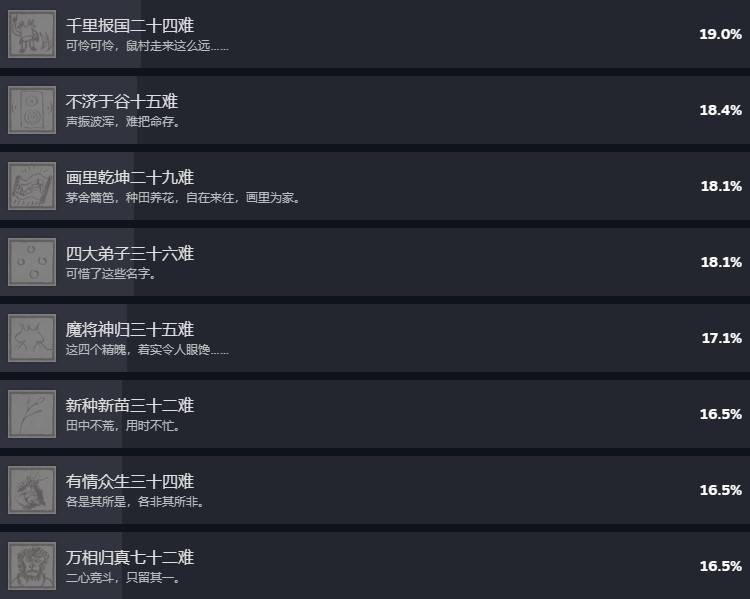 千里报国二十四难
19.0%
可怜可怜，鼠村走来这么远……
不济于谷十五难
18.4%
声振波浑，难把命存。
画里乾坤二十九难
18.1%
茅舍篱笆，种田养花，自在来往，画里为家。
四大弟子三十六难
18.1%
可惜了这些名字。
魔将神归三十五难
17.1%
这四个精魄，着实令人眼馋……
新种新苗三十二难
16.5%
田中不荒，用时不忙。
有情众生三十四难
16.5%
各是其所是，各非其所非。
万相归真七十二难
16.5%
二心竞斗，只留其一。